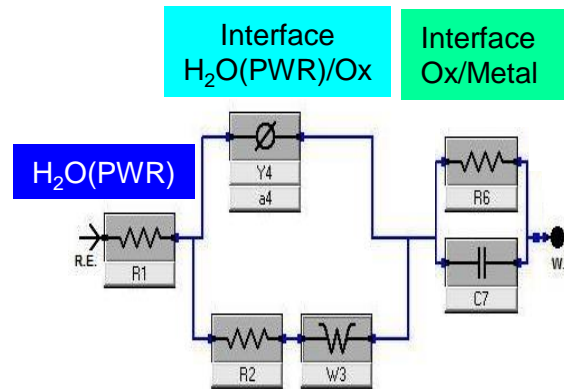 Interface
H₂O(PWR)/Ox
Interface
Ox/Metal
H₂O(PWR)
Y4
a4
R6
R.E.
R1
W.
C7
R2
W3